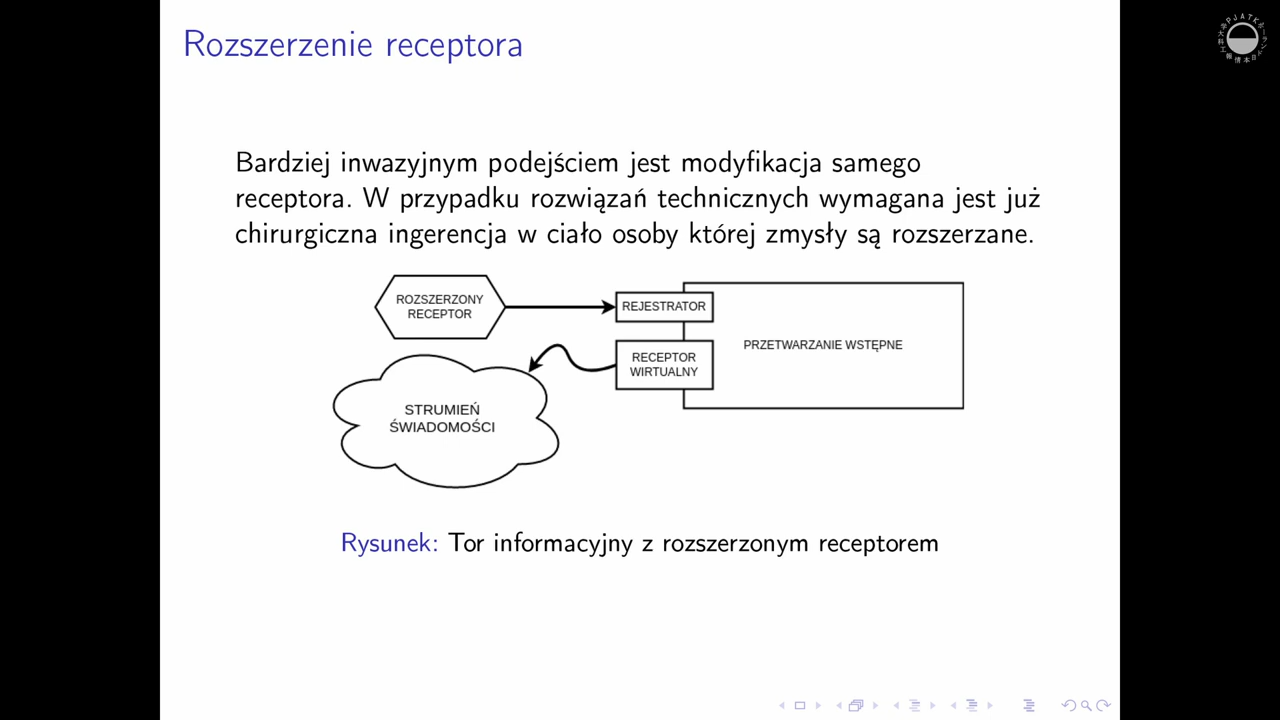 Rozszerzenie receptora
Bardziej inwazyjnym podejściem jest modyfikacja samego
receptora. W przypadku rozwiązań technicznych wymagana jest już
chirurgiczna ingerencja w ciało osoby której zmysły są rozszerzane.
ROZSZERZONY
RECEPTOR
REJESTRATOR
RECEPTOR
WIRTUALNY
PRZETWARZANIE WSTĘPNE
STRUMIEŃ
ŚWIADOMOŚCI
Rysunek: Tor informacyjny z rozszerzonym receptorem
PJATK